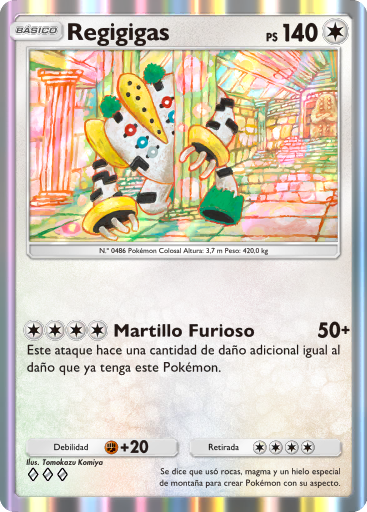 BÁSICO Regigigas PS 140
N.º 0486 Pokémon Colosal Altura: 3,7 m Peso: 420,0 kg
Martillo Furioso 50+
Este ataque hace una cantidad de daño adicional igual al
daño que ya tenga este Pokémon.
Debilidad +20 Retirada
Ilus. Tomokazu Komiya
Se dice que usó rocas, magma y un hielo especial
de montaña para crear Pokémon con su aspecto.